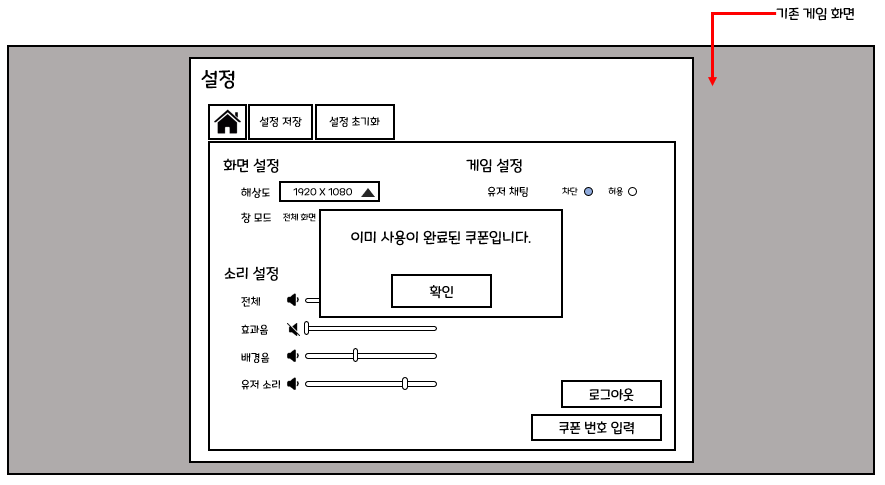 기존 게임 화면
설정
설정 저장
설정 초기화
화면 설정
게임 설정
해상도
1920 X 1080
유저 채팅
차단
허용
창 모드
전체 화면
이미 사용이 완료된 쿠폰입니다.
확인
소리 설정
전체
효과음
배경음
유저 소리
로그아웃
쿠폰 번호 입력